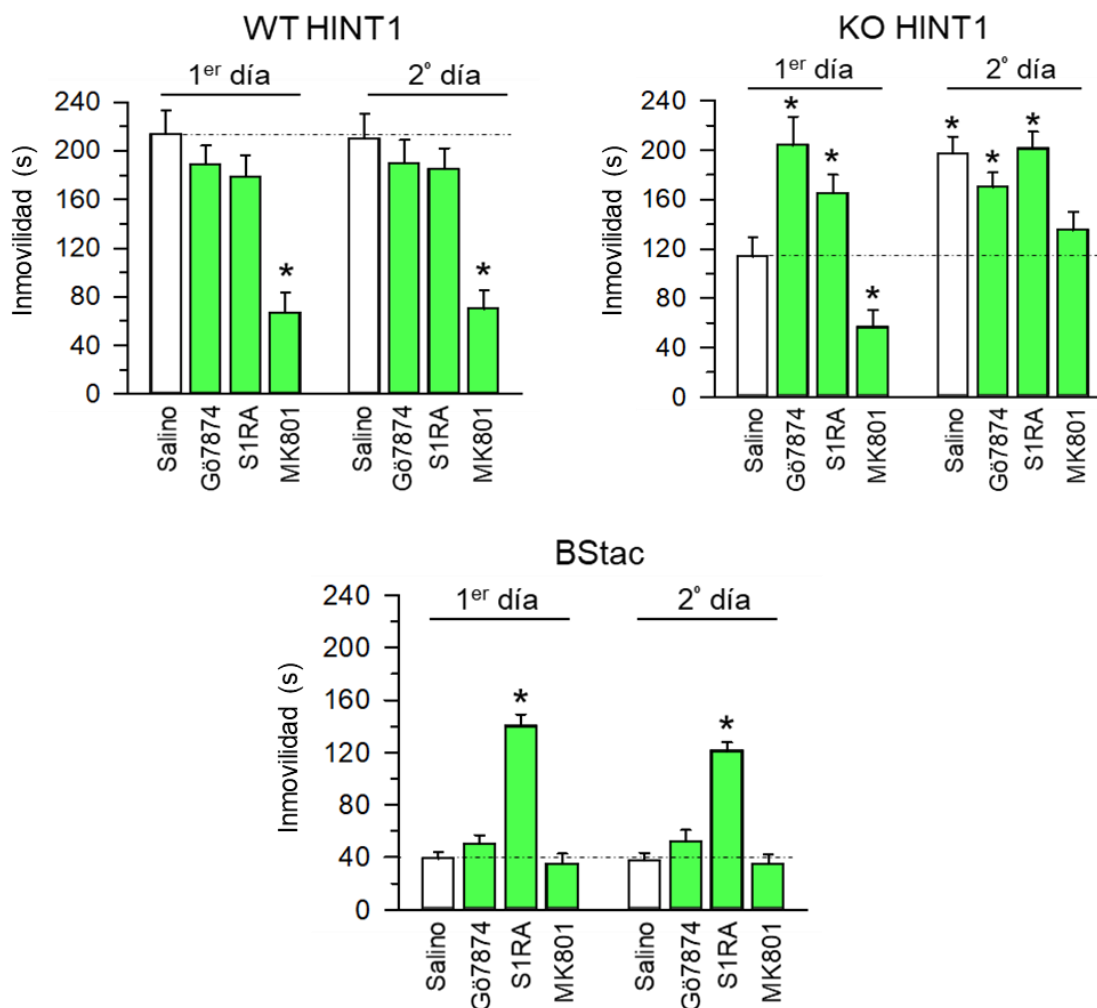 WT HINT1
1er día
2º día
Inmovilidad (s)
240
200
160
120
80
40
0
*
*
Salino
Gö7874
S1RA
MK801
Salino
Gö7874
S1RA
MK801
KO HINT1
1er día
2º día
Inmovilidad (s)
240
200
160
120
80
40
0
*
*
*
*
*
*
Salino
Gö7874
S1RA
MK801
Salino
Gö7874
S1RA
MK801
BStac
1er día
2º día
Inmovilidad (s)
240
200
160
120
80
40
0
*
*
Salino
Gö7874
S1RA
MK801
Salino
Gö7874
S1RA
MK801